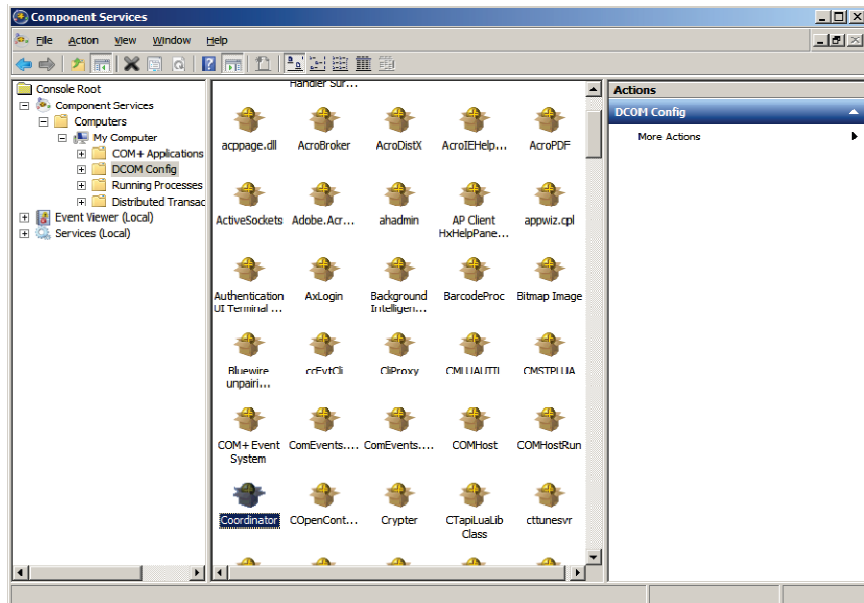 Component Services
File Action View Window Help
Console Root
Component Services
Computers
My Computer
COM+ Applications
DCOM Config
Running Processes
Distributed Transac
Event Viewer (Local)
Services (Local)
Handler Sur...
acppage.dll AcroBroker AcroDistX AcroIEHelp... AcroPDF
ActiveSockets Adobe.Acr... ahadmin AP Client HxHelpPane... appwiz.cpl
Authentication UI Terminal ... AxLogin Background Intelligen... BarcodeProc Bitmap Image
Bluewire unpairi... ccEvtCli CliProxy CMLUAUTIL CMSTPLUA
COM+ Event System ComEvents.... ComEvents.... COMHost COMHostRun
Coordinator COpenCont... Crypter CTapiLuaLib Class cttunesvr
Actions
DCOM Config
More Actions